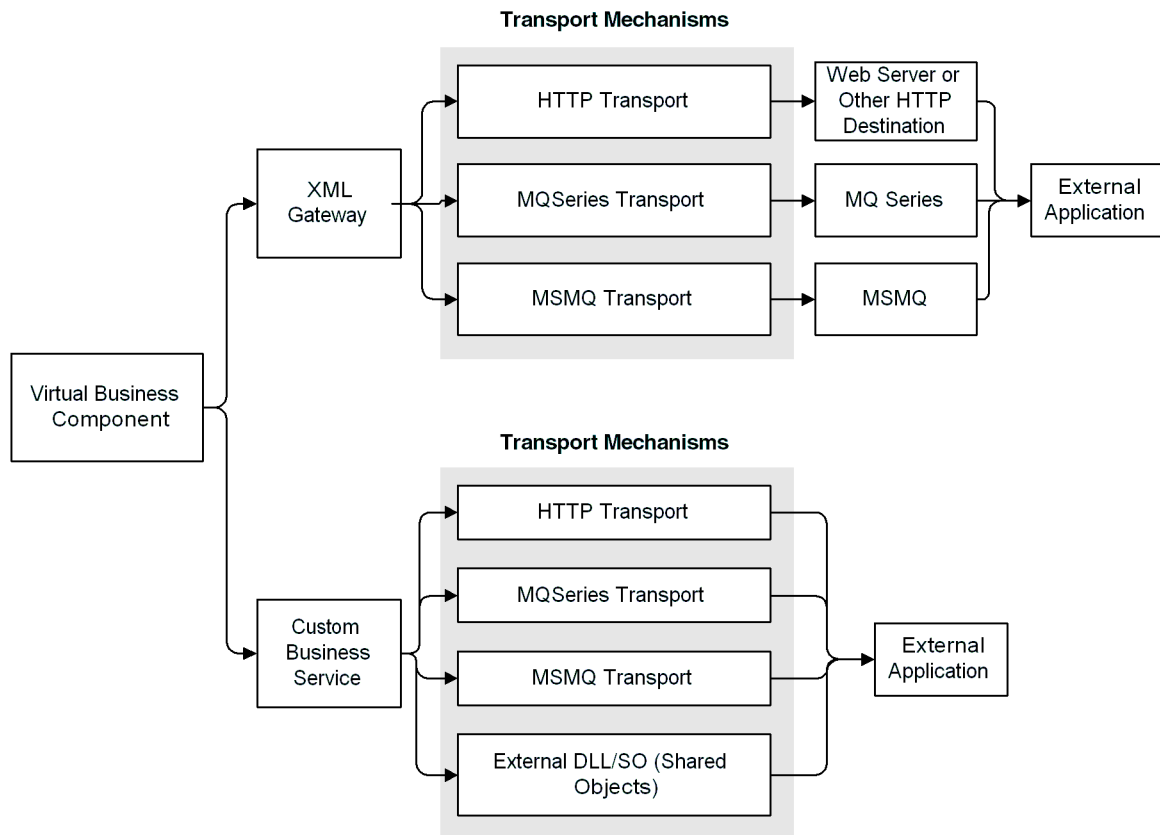 Transport Mechanisms
HTTP Transport
Web Server or
Other HTTP
Destination
XML
Gateway
MQSeries Transport
MQ Series
External
Application
MSMQ Transport
MSMQ
Virtual Business
Component
Transport Mechanisms
HTTP Transport
MQSeries Transport
Custom
Business
Service
MSMQ Transport
External
Application
External DLL/SO (Shared
Objects)